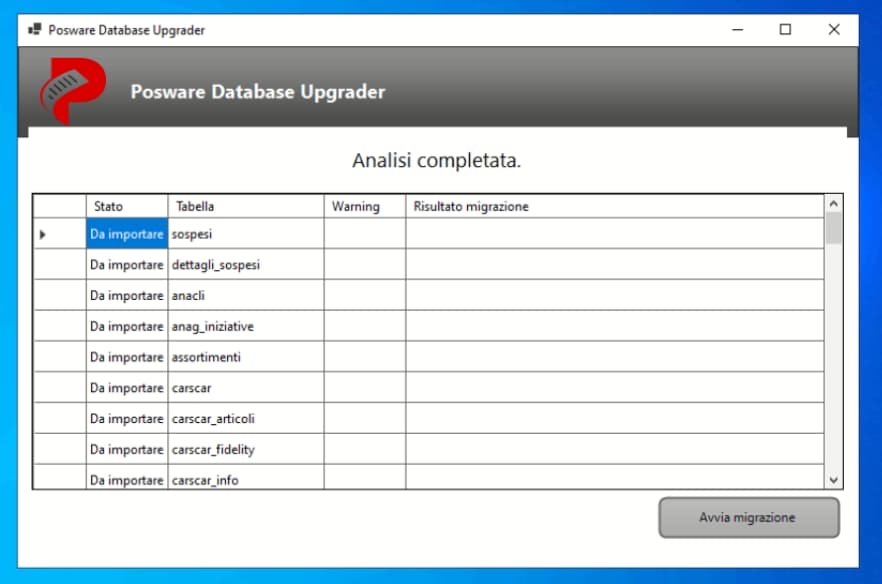 Posware Database Upgrader
Posware Database Upgrader
Analisi completata.
Stato Tabella Warning Risultato migrazione
Da importare sospesi
Da importare dettagli_sospesi
Da importare anacli
Da importare anag_iniziative
Da importare assortimenti
Da importare carscar
Da importare carscar_articoli
Da importare carscar_fidelity
Da importare carscar_info
Avvia migrazione